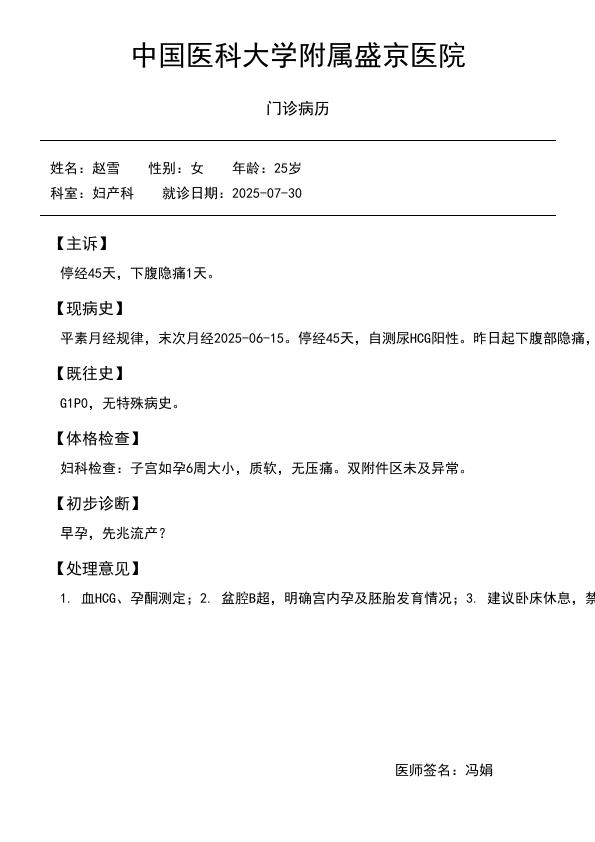 中国医科大学附属盛京医院
门诊病历
姓名：赵雪 性别：女 年龄：25岁
科室：妇产科 就诊日期：2025-07-30
【主诉】
停经45天，下腹隐痛1天。
【现病史】
平素月经规律，末次月经2025-06-15。停经45天，自测尿HCG阳性。昨日起下腹部隐痛，
【既往史】
G1P0，无特殊病史。
【体格检查】
妇科检查：子宫如孕6周大小，质软，无压痛。双附件区未及异常。
【初步诊断】
早孕，先兆流产？
【处理意见】
1. 血HCG、孕酮测定；2. 盆腔B超，明确宫内孕及胚胎发育情况；3. 建议卧床休息，禁
医师签名：冯娟